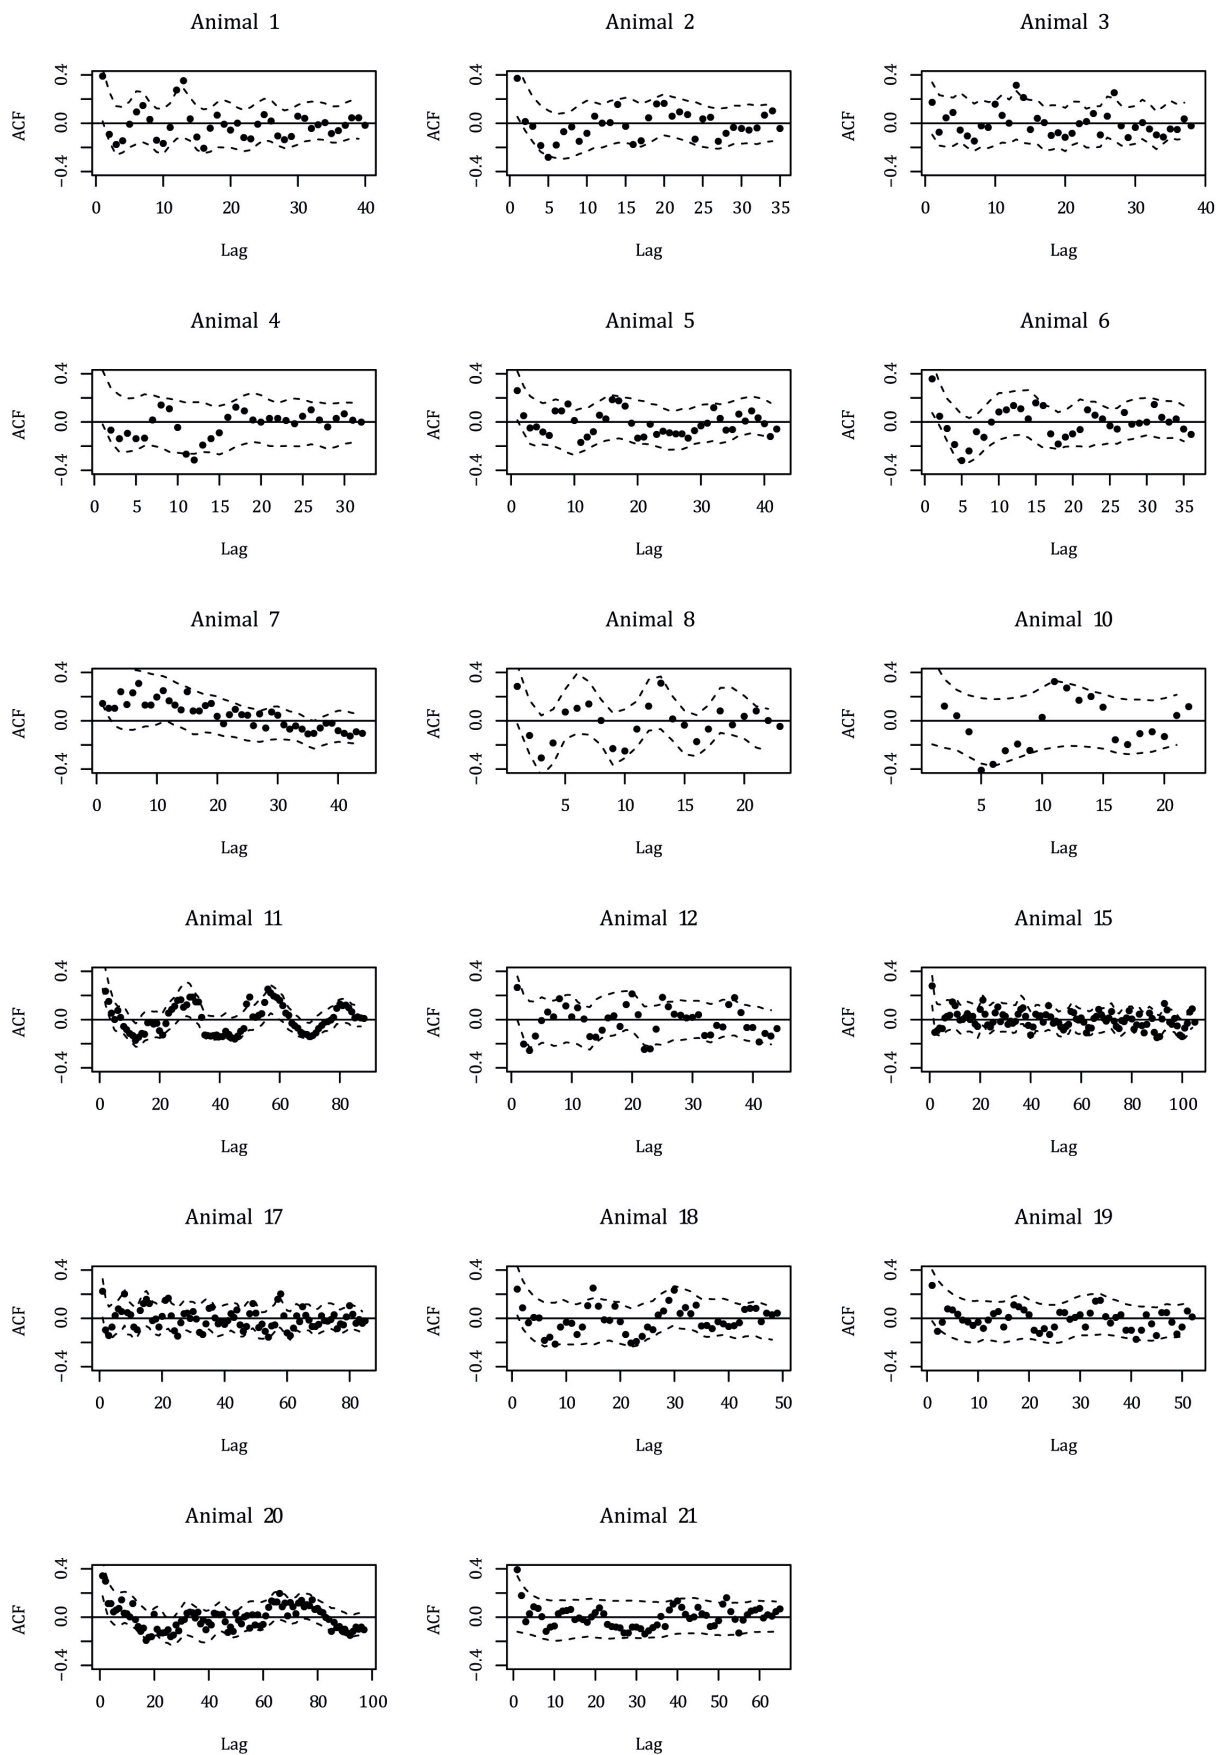 Animal 1 Animal 2 Animal 3
ACF 0.4 0.0 −0.4 ACF 0.4 0.0 −0.4 ACF 0.4 0.0 −0.4
0 10 20 30 40 0 5 10 15 20 25 30 35 0 10 20 30 40
Lag Lag Lag
Animal 4 Animal 5 Animal 6
ACF 0.4 0.0 −0.4 ACF 0.4 0.0 −0.4 ACF 0.4 0.0 −0.4
0 5 10 15 20 25 30 0 10 20 30 40 0 5 10 15 20 25 30 35
Lag Lag Lag
Animal 7 Animal 8 Animal 10
ACF 0.4 0.0 −0.4 ACF 0.4 0.0 −0.4 ACF 0.4 0.0 −0.4
0 10 20 30 40 5 10 15 20 5 10 15 20
Lag Lag Lag
Animal 11 Animal 12 Animal 15
ACF 0.4 0.0 −0.4 ACF 0.4 0.0 −0.4 ACF 0.4 0.0 −0.4
0 20 40 60 80 0 10 20 30 40 0 20 40 60 80 100
Lag Lag Lag
Animal 17 Animal 18 Animal 19
ACF 0.4 0.0 −0.4 ACF 0.4 0.0 −0.4 ACF 0.4 0.0 −0.4
0 20 40 60 80 0 10 20 30 40 50 0 10 20 30 40 50
Lag Lag Lag
Animal 20 Animal 21
ACF 0.4 0.0 −0.4 ACF 0.4 0.0 −0.4
0 20 40 60 80 100 0 10 20 30 40 50 60
Lag Lag